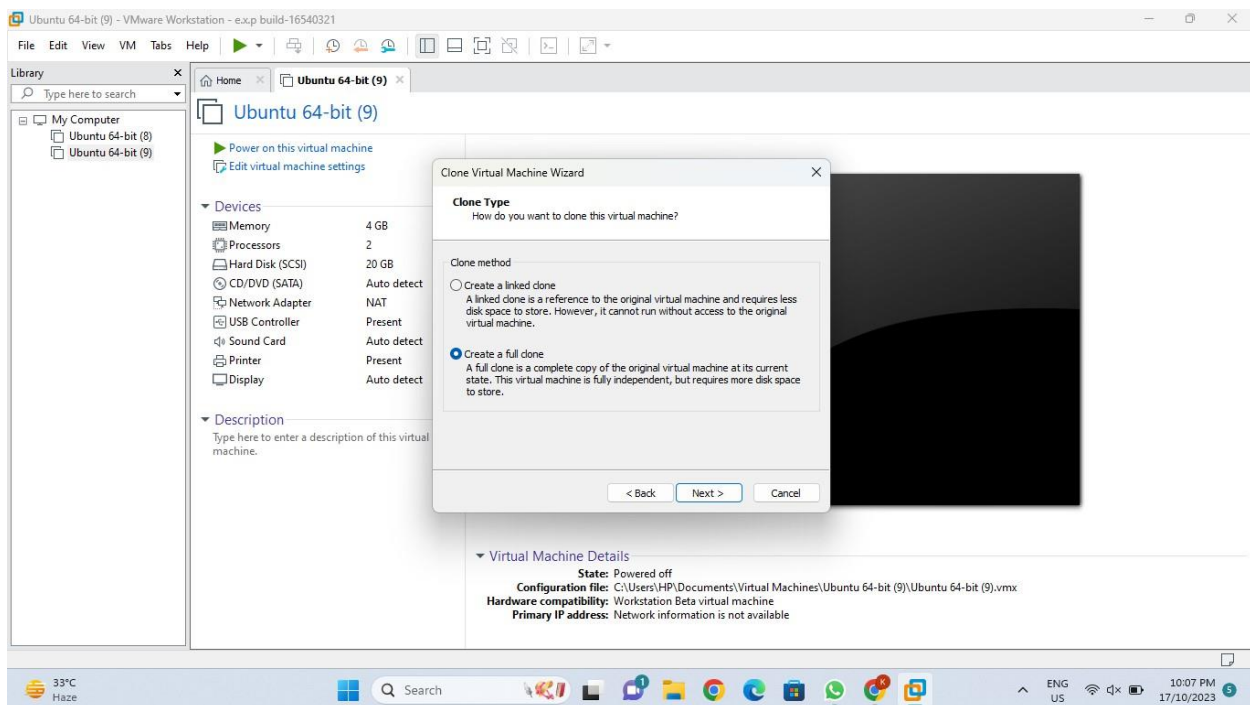 Ubuntu 64-bit (9) - VMware Workstation - e.x.p build-16540321
File Edit View VM Tabs Help
Library
Type here to search
My Computer
Ubuntu 64-bit (8)
Ubuntu 64-bit (9)
Home
Ubuntu 64-bit (9)
Ubuntu 64-bit (9)
Power on this virtual machine
Edit virtual machine settings
Devices
Memory 4 GB
Processors 2
Hard Disk (SCSI) 20 GB
CD/DVD (SATA) Auto detect
Network Adapter NAT
USB Controller Present
Sound Card Auto detect
Printer Present
Display Auto detect
Description
Type here to enter a description of this virtual
machine.
Clone Virtual Machine Wizard
Clone Type
How do you want to clone this virtual machine?
Clone method
Create a linked clone
A linked clone is a reference to the original virtual machine and requires less
disk space to store. However, it cannot run without access to the original
virtual machine.
Create a full clone
A full clone is a complete copy of the original virtual machine at its current
state. This virtual machine is fully independent, but requires more disk space
to store.
< Back Next > Cancel
Virtual Machine Details
State: Powered off
Configuration file: C:\Users\HP\Documents\Virtual Machines\Ubuntu 64-bit (9)\Ubuntu 64-bit (9).vmx
Hardware compatibility: Workstation Beta virtual machine
Primary IP address: Network information is not available
33°C
Haze
Search
1
K
ENG
US
10:07 PM
17/10/2023
5